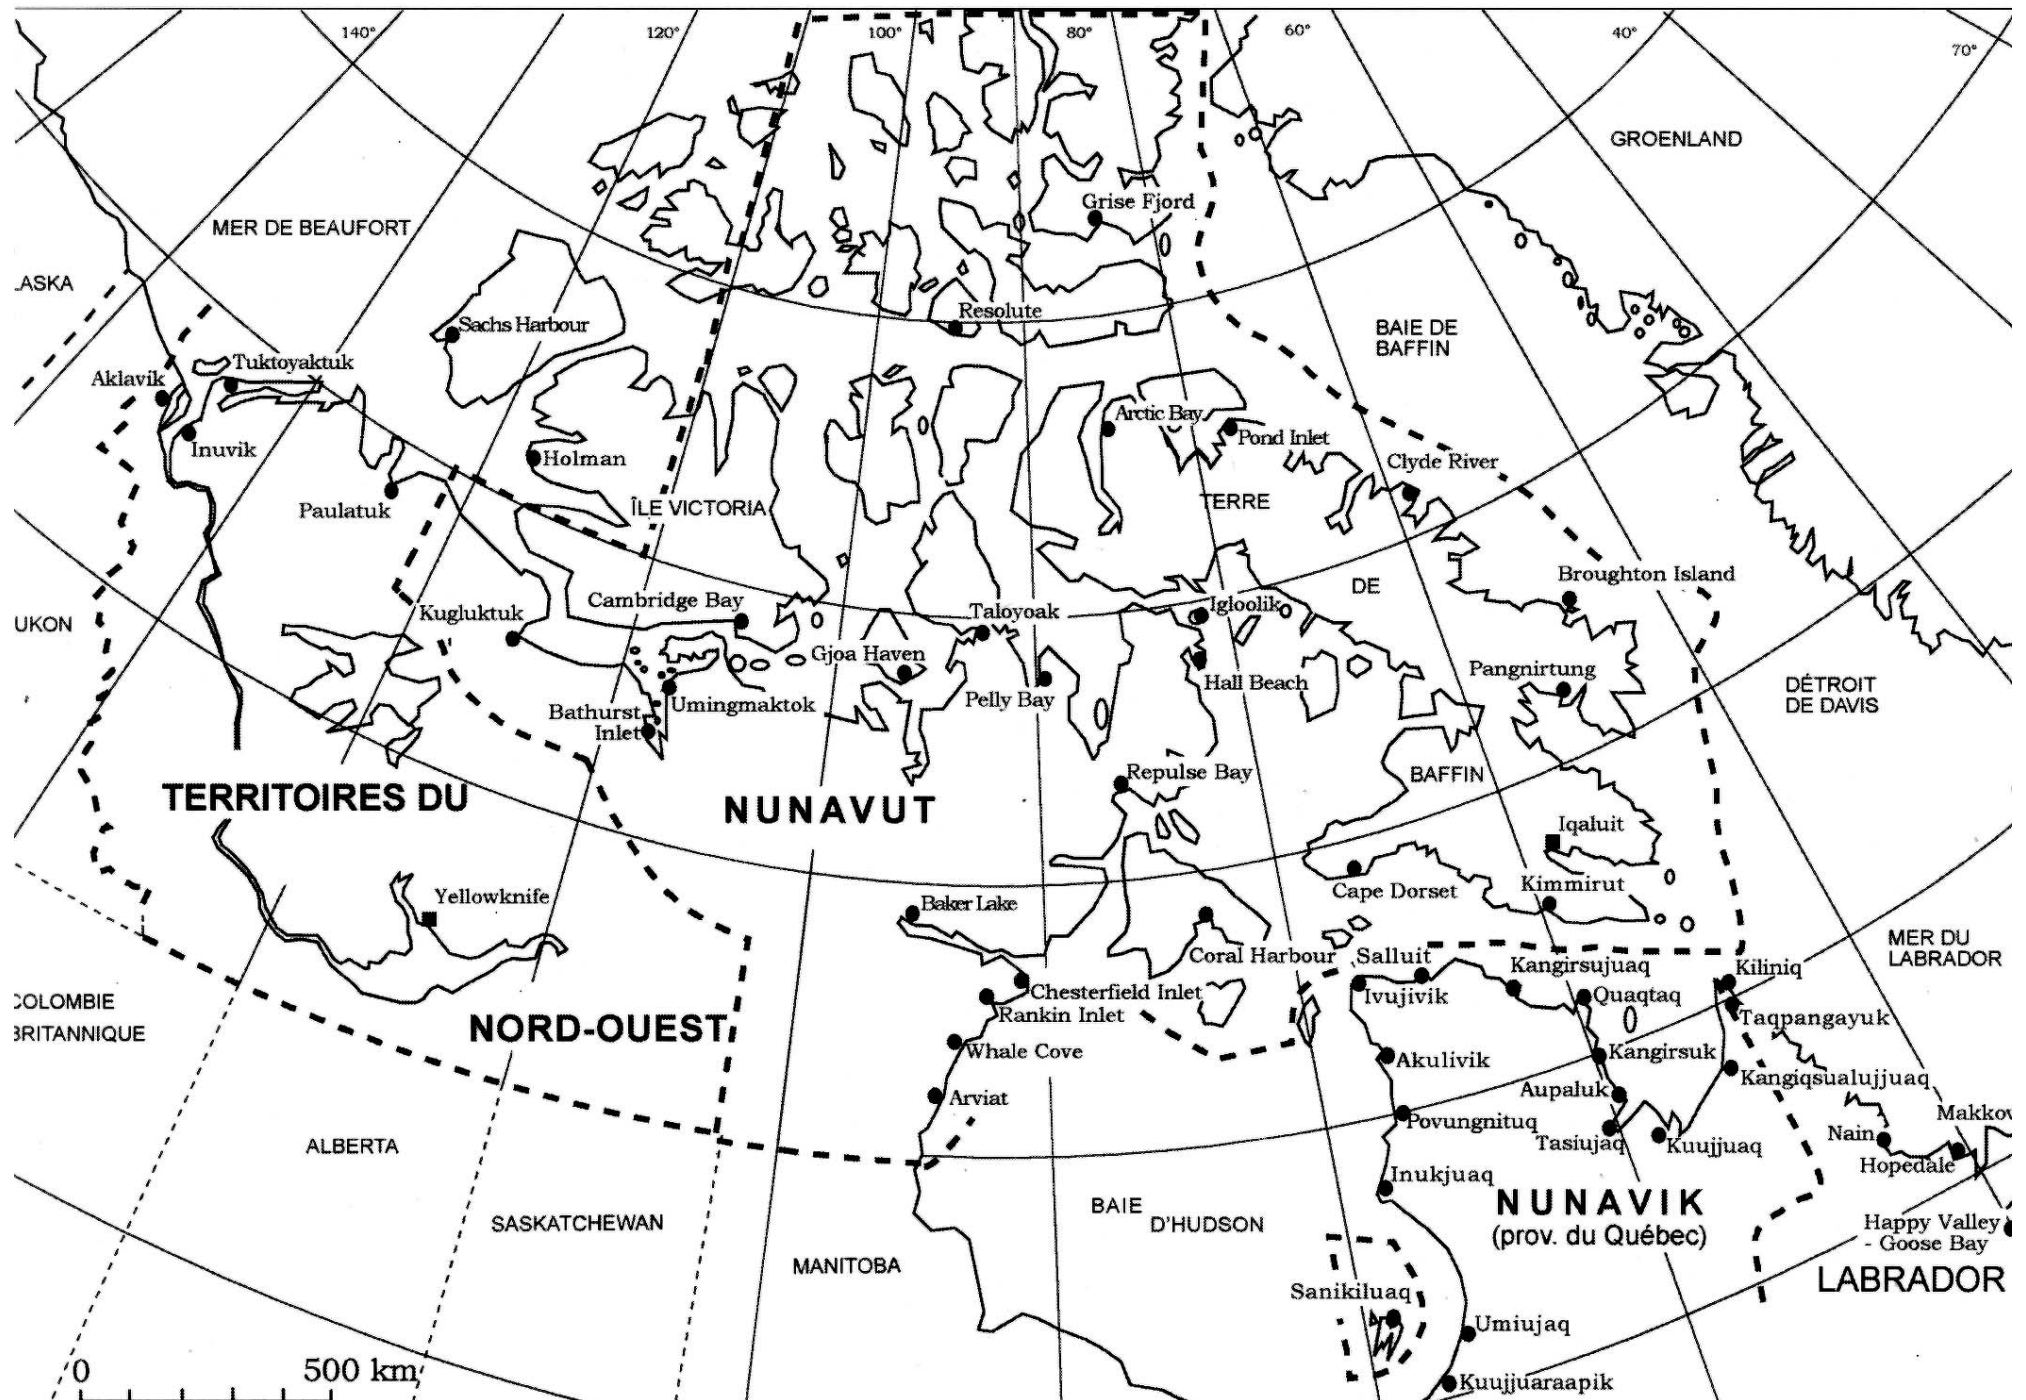 140°
120°
100°
80°
60°
40°
70°
GROENLAND
MER DE BEAUFORT
Grise Fjord
LASKA
Resolute
Sachs Harbour
BAIE DE
BAFFIN
Tuktoyaktuk
Aklavik
Arctic Bay
Pond Inlet
Inuvik
Holman
Clyde River
Paulatuk
ÎLE VICTORIA
TERRE
Broughton Island
DE
Cambridge Bay
Taloyoak
Igloolik
Kugluktuk
UKON
Gjoa Haven
Pangnirtung
Hall Beach
DÉTROIT
DE DAVIS
Pelly Bay
Umingmaktok
Bathurst
Inlet
Repulse Bay
BAFFIN
TERRITOIRES DU
NUNAVUT
Iqaluit
Kimmirut
Cape Dorset
Yellowknife
Baker Lake
MER DU
LABRADOR
Coral Harbour
Salluit
Kangirsujuaq
Kiliniq
Chesterfield Inlet
Ivujivik
Quaqtaq
COLOMBIE
BRITANNIQUE
Rankin Inlet
Taqpangayuk
NORD-OUEST
Whale Cove
Akulivik
Kangirsuk
Kangiqsualujjuaq
Arviat
Aupaluk
Makkov
Povungnituq
Nain
ALBERTA
Tasiujaq
Kuujjuaq
Hopedale
Inukjuaq
NUNAVIK
(prov. du Québec)
BAIE
D'HUDSON
SASKATCHEWAN
Happy Valley
- Goose Bay
MANITOBA
LABRADOR
Sanikiluaq
Umiujaq
0 500 km
Kuujjuaraapik